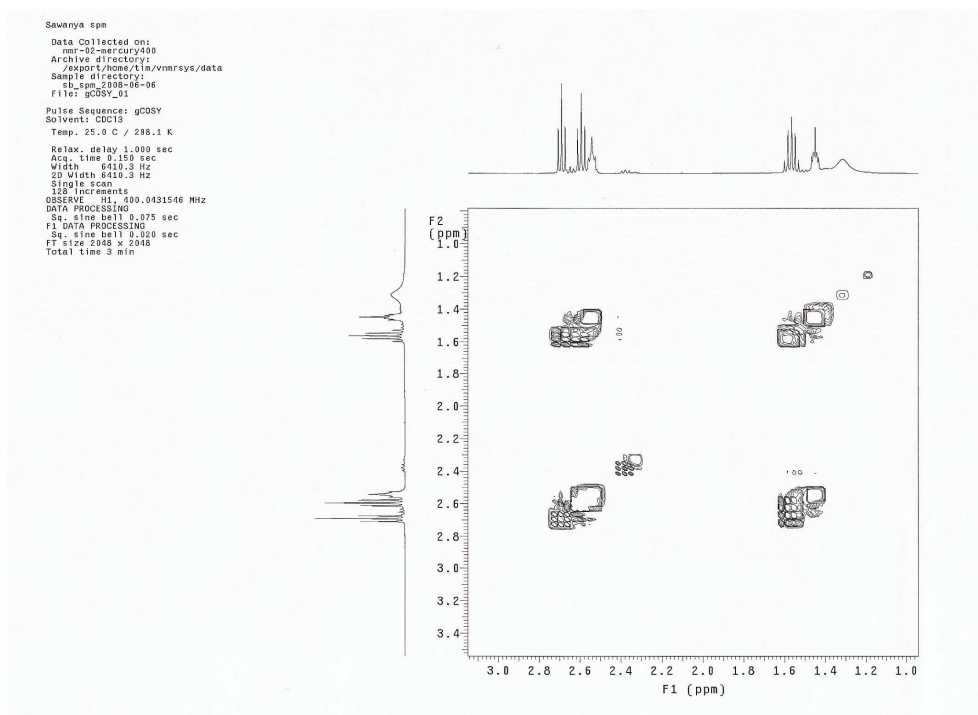 Sawanya spm
Data Collected on:
nmr-02-mercury400
Archive directory:
/export/home/tim/vnmrsys/data
Sample directory:
sb_spm_2008-06-06
File: gCOSY_01
Pulse Sequence: gCOSY
Solvent: CDCl3
Temp. 25.0 C / 298.1 K
Relax. delay 1.000 sec
Acq. time 0.150 sec
Width 6410.3 Hz
2D Width 6410.3 Hz
Single scan
128 increments
OBSERVE H1, 400.0431546 MHz
DATA PROCESSING
Sq. sine bell 0.075 sec
F1 DATA PROCESSING
Sq. sine bell 0.020 sec
FT size 2048 x 2048
Total time 3 min
F2
(ppm)
1.0
1.2
1.4
1.6
1.8
2.0
2.2
2.4
2.6
2.8
3.0
3.2
3.4
3.0 2.8 2.6 2.4 2.2 2.0 1.8 1.6 1.4 1.2 1.0
F1 (ppm)